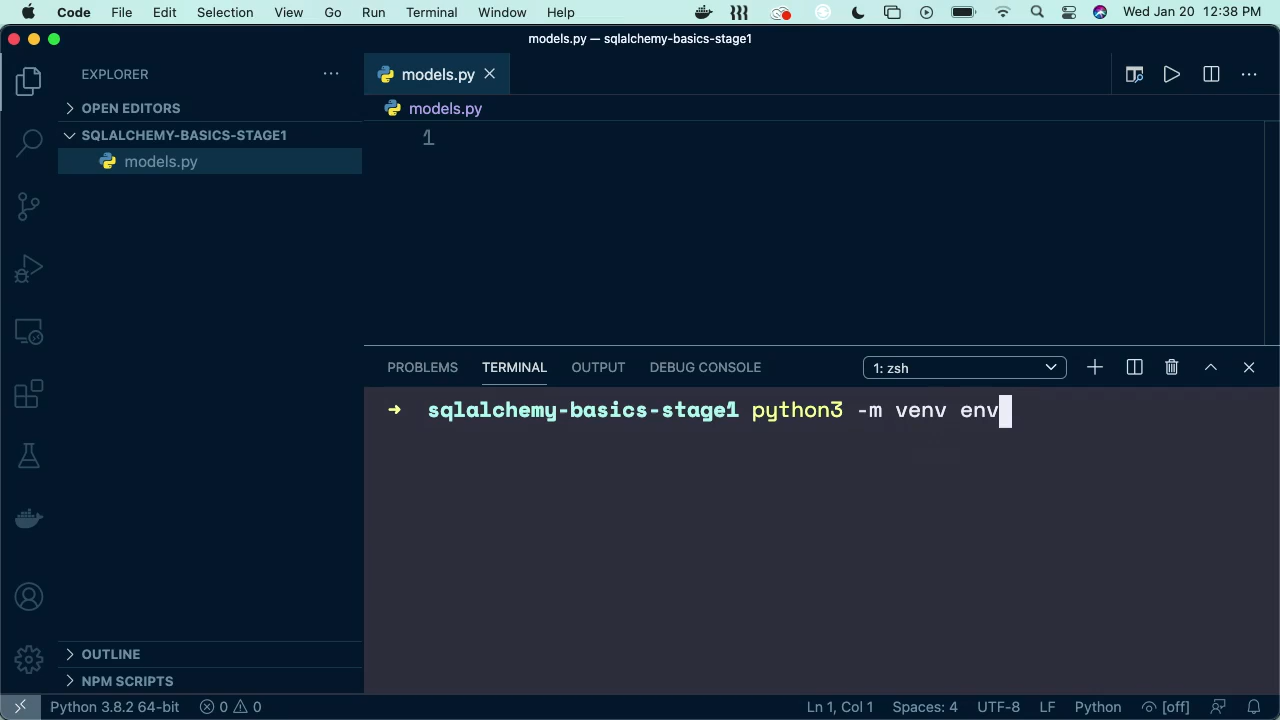 Code File Edit Selection View Go Run Terminal Window Help Wed Jan 20 12:38 PM
models.py — sqlalchemy-basics-stage1
EXPLORER
models.py
OPEN EDITORS
models.py
SQLALCHEMY-BASICS-STAGE1
1
models.py
PROBLEMS TERMINAL OUTPUT DEBUG CONSOLE 1: zsh
➜ sqlalchemy-basics-stage1 python3 -m venv env
OUTLINE
NPM SCRIPTS
Python 3.8.2 64-bit 0 0 Ln 1, Col 1 Spaces: 4 UTF-8 LF Python [off]